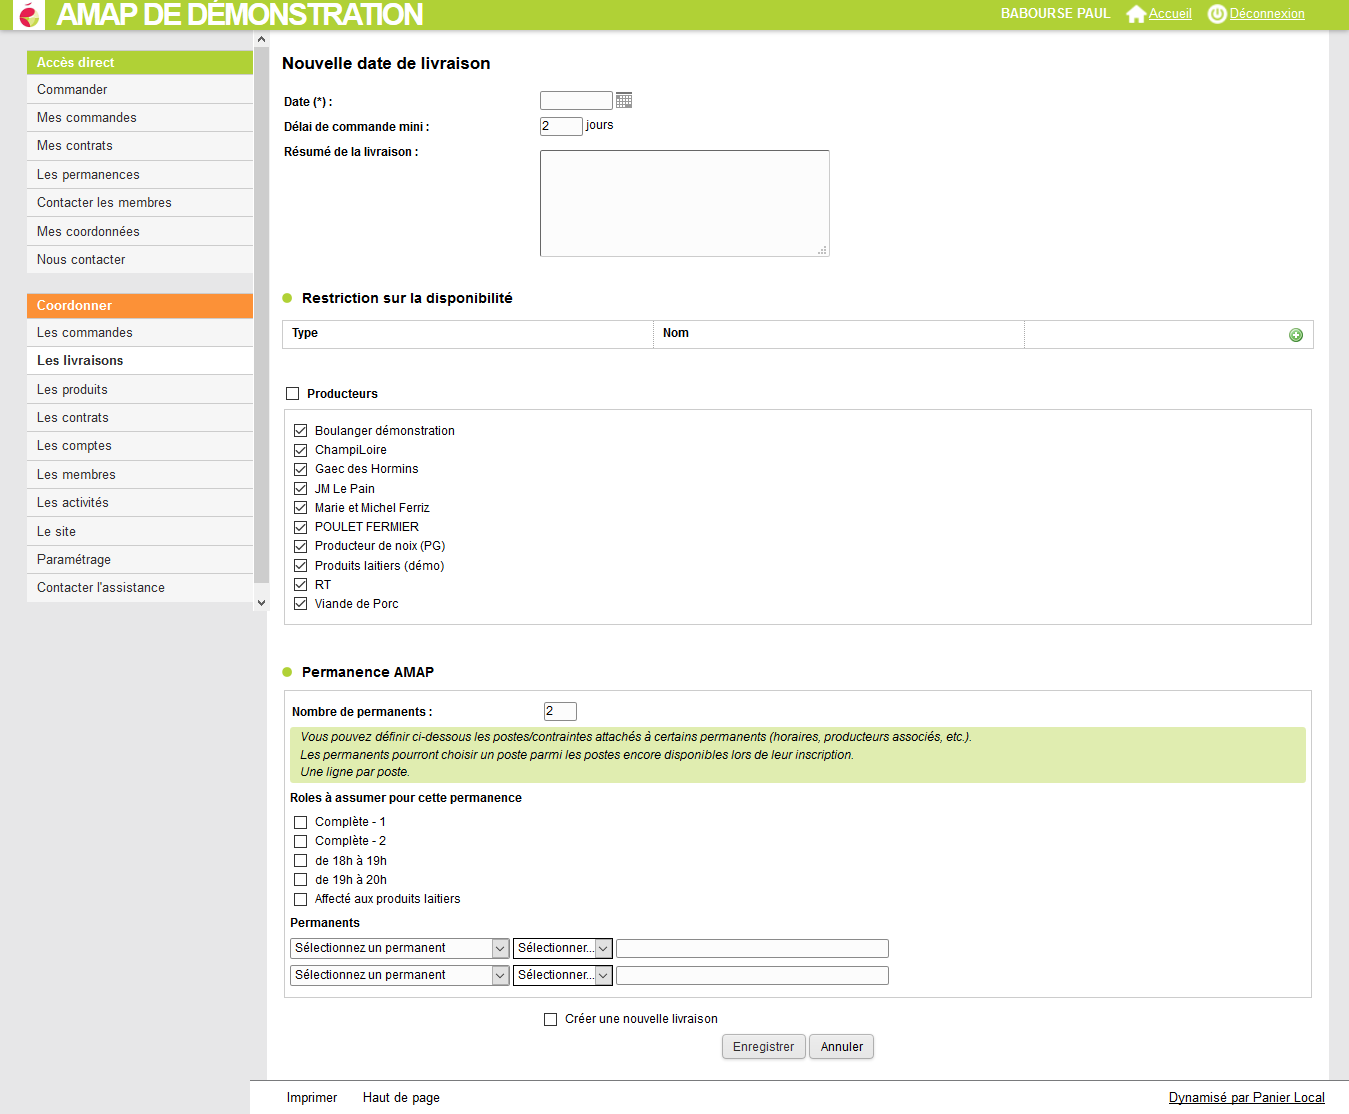 AMAP DE DÉMONSTRATION
BABOURSE PAUL Accueil Déconnexion
Accès direct
Commander
Mes commandes
Mes contrats
Les permanences
Contacter les membres
Mes coordonnées
Nous contacter
Coordonner
Les commandes
Les livraisons
Les produits
Les contrats
Les comptes
Les membres
Les activités
Le site
Paramétrage
Contacter l'assistance
Nouvelle date de livraison
Date (*) :
Délai de commande mini : 2 jours
Résumé de la livraison :
Restriction sur la disponibilité
Type Nom
Producteurs
Boulanger démonstration
ChampiLoire
Gaec des Hormins
JM Le Pain
Marie et Michel Ferriz
POULET FERMIER
Producteur de noix (PG)
Produits laitiers (démo)
RT
Viande de Porc
Permanence AMAP
Nombre de permanents : 2
Vous pouvez définir ci-dessous les postes/contraintes attachés à certains permanents (horaires, producteurs associés, etc.).
Les permanents pourront choisir un poste parmi les postes encore disponibles lors de leur inscription.
Une ligne par poste.
Roles à assumer pour cette permanence
Complète - 1
Complète - 2
de 18h à 19h
de 19h à 20h
Affecté aux produits laitiers
Permanents
Sélectionnez un permanent Sélectionner...
Sélectionnez un permanent Sélectionner...
Créer une nouvelle livraison
Enregistrer Annuler
Imprimer Haut de page Dynamisé par Panier Local